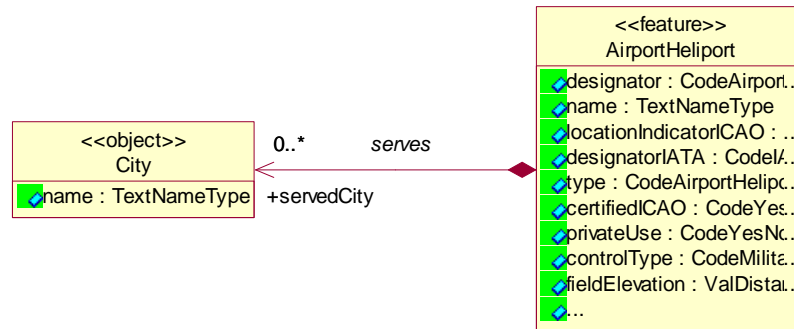 <<object>>
City
name : TextNameType
0..*
serves
+servedCity
<<feature>>
AirportHeliport
designator : CodeAirport...
name : TextNameType
locationIndicatorICAO : ...
designatorIATA : CodeIA...
type : CodeAirportHelipo...
certifiedICAO : CodeYes...
privateUse : CodeYesNo...
controlType : CodeMilita...
fieldElevation : ValDistan...
...